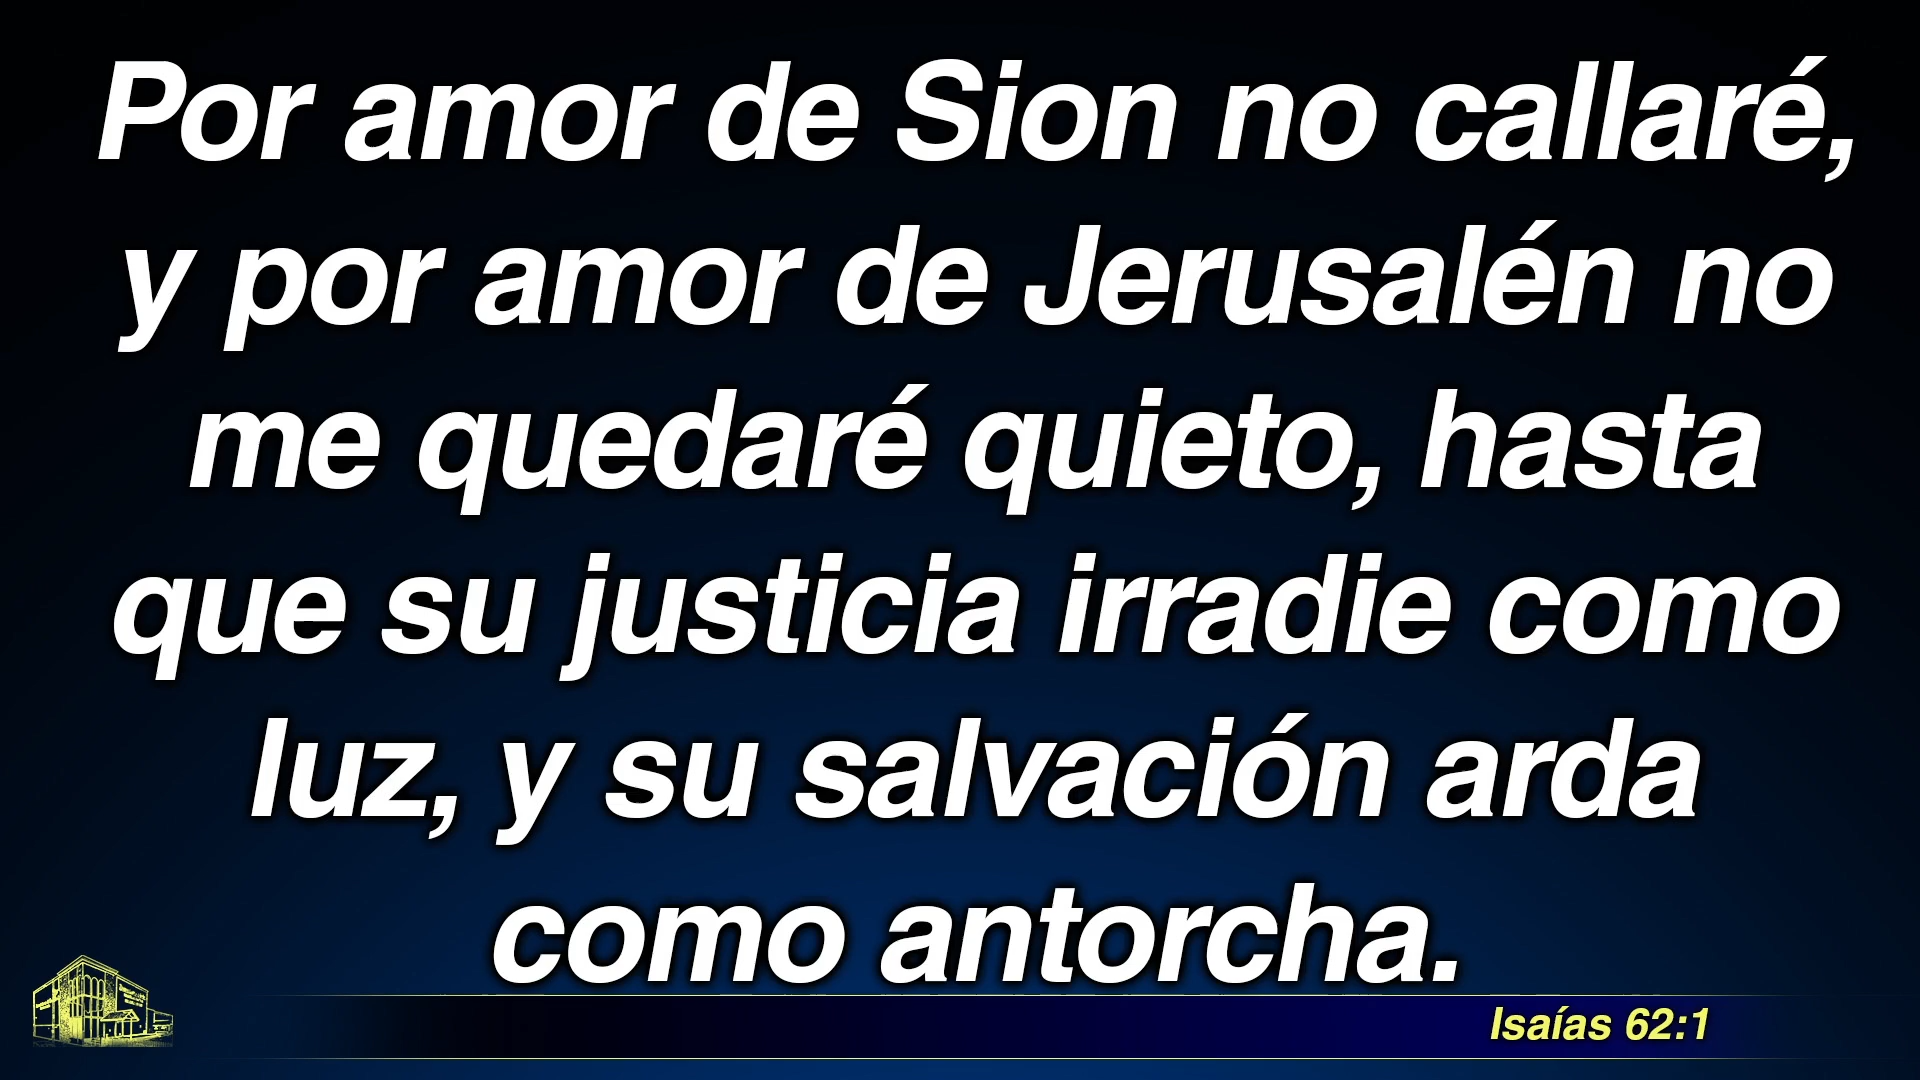 Por amor de Sion no callaré,
y por amor de Jerusalén no
me quedaré quieto, hasta
que su justicia irradie como
luz, y su salvación arda
como antorcha.
Isaías 62:1